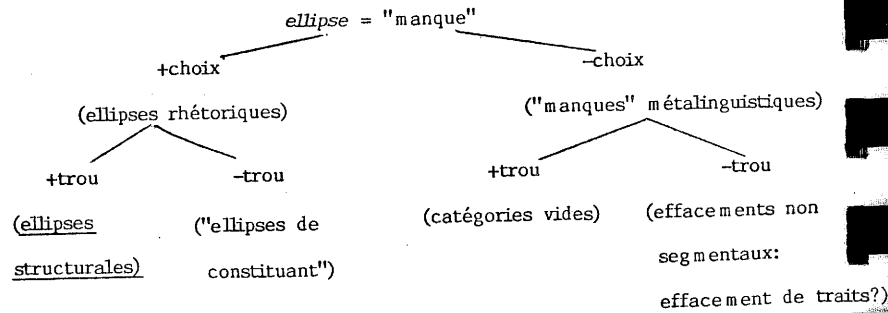 ellipse = "manque"
+choix
-choix
(ellipses rhétoriques)
("manques" métalinguistiques)
+trou
-trou
+trou
-trou
(ellipses
structurales)
("ellipses de
constituant")
(catégories vides)
(effacements non
segmentaux:
effacement de traits?)